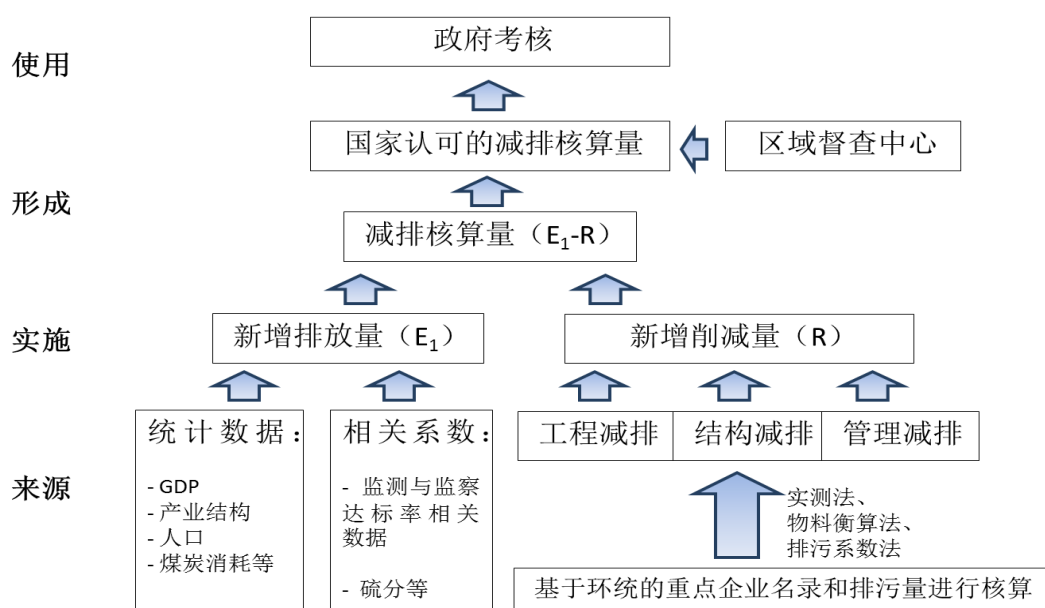 使用
政府考核
国家认可的减排核算量
区域督查中心
形成
减排核算量（E₁-R）
实施
新增排放量（E₁）
新增削减量（R）
来源
统计数据：
- GDP
- 产业结构
- 人口
- 煤炭消耗等
相关系数：
- 监测与监察
达标率相关
数据
- 硫分等
工程减排
结构减排
管理减排
实测法、
物料衡算法、
排污系数法
基于环统的重点企业名录和排污量进行核算